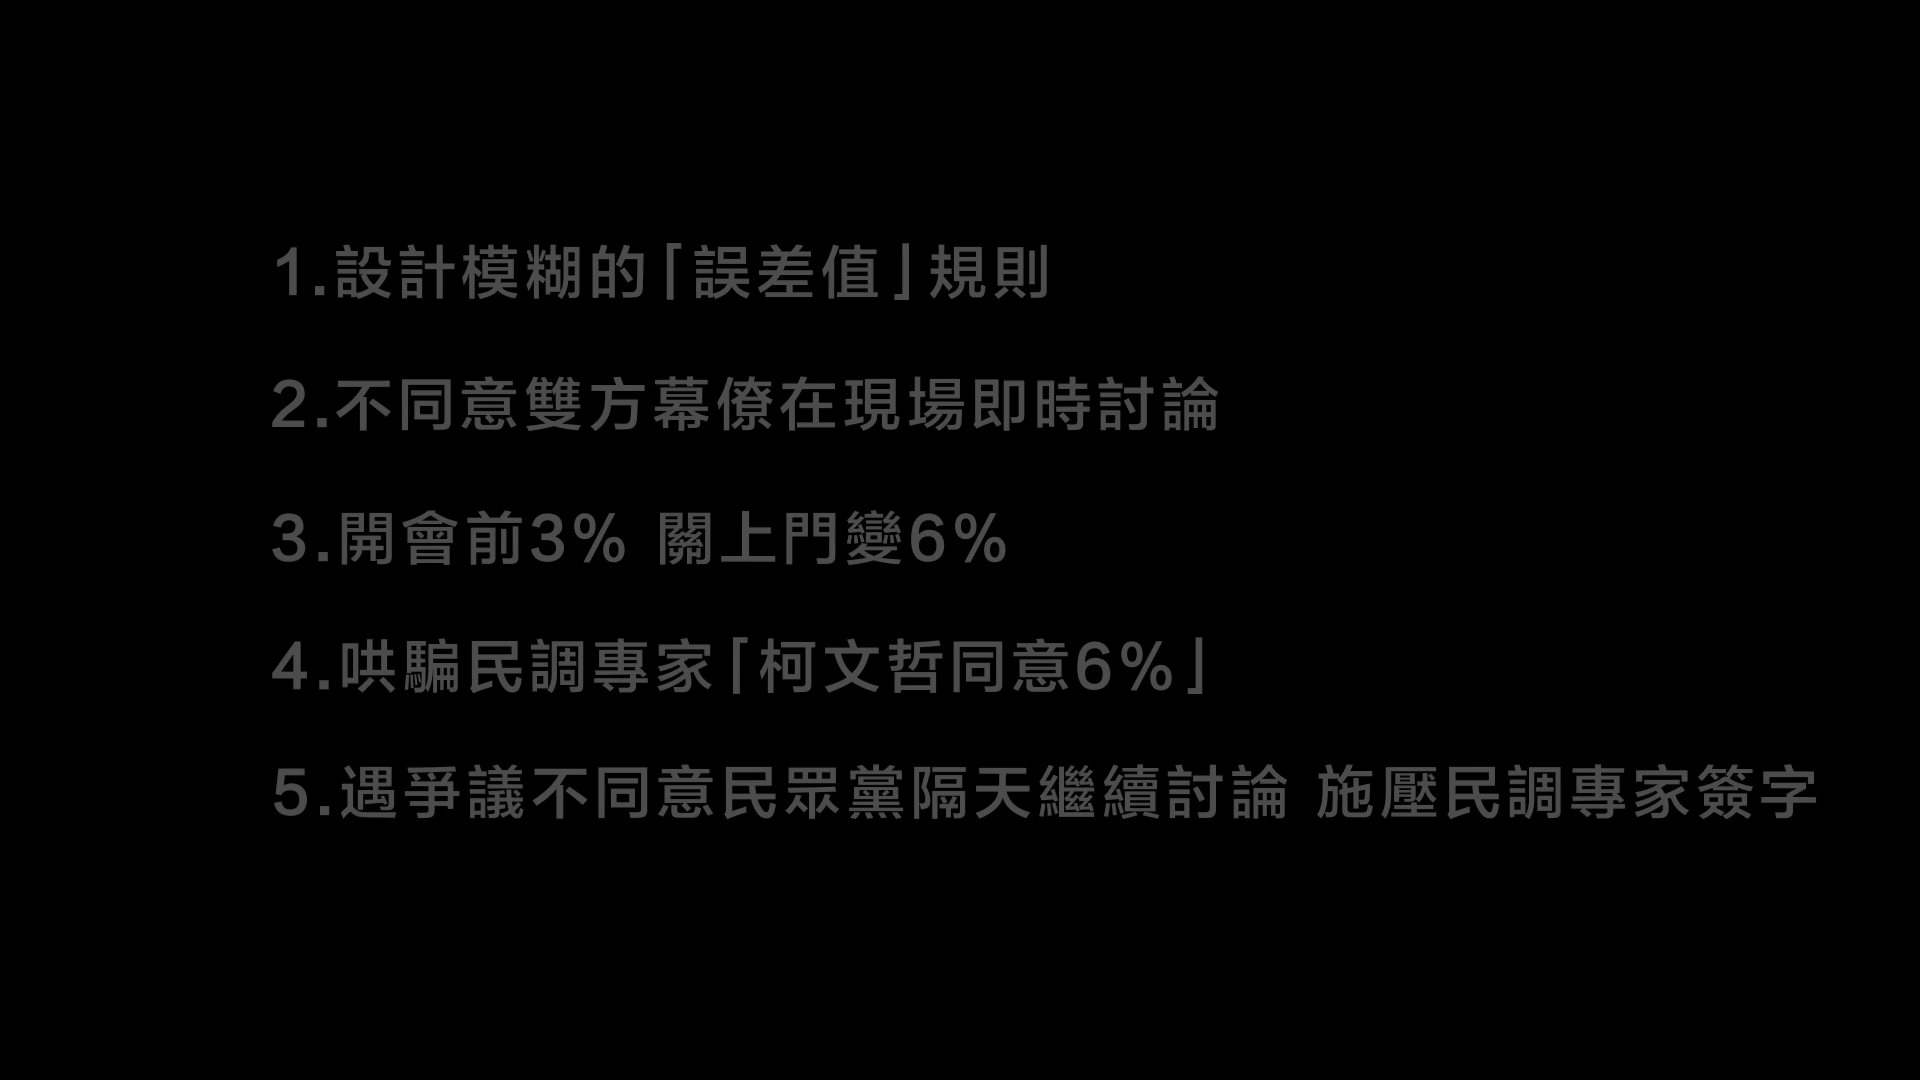 1.設計模糊的「誤差值」規則
2.不同意雙方幕僚在現場即時討論
3.開會前3% 關上門變6%
4.哄騙民調專家「柯文哲同意6%」
5.遇爭議不同意民眾黨隔天繼續討論 施壓民調專家簽字